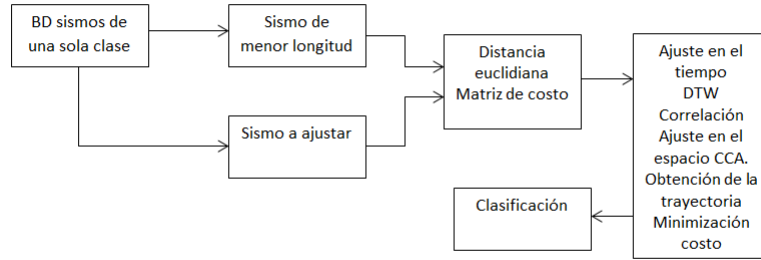 BD sismos de
una sola clase
Sismo de
menor longitud
Sismo a ajustar
Distancia
euclidiana
Matriz de costo
Ajuste en el
tiempo
DTW
Correlación
Ajuste en el
espacio CCA.
Obtención de la
trayectoria
Minimización
costo
Clasificación